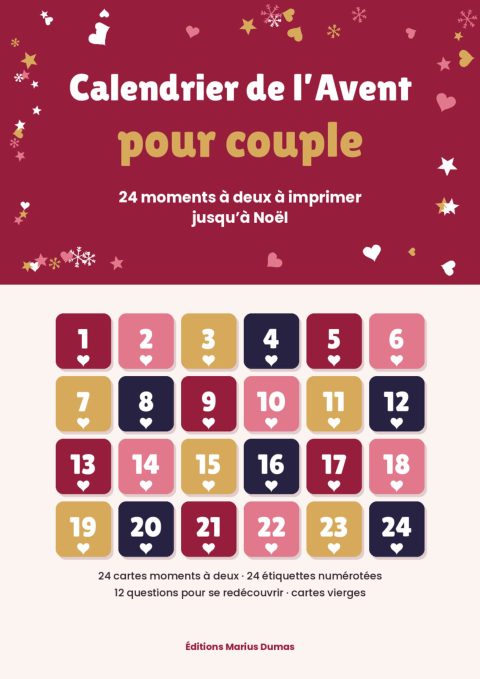 Calendrier de l'Avent
pour couple
24 moments à deux à imprimer
jusqu'à Noël
1 2 3 4 5 6
7 8 9 10 11 12
13 14 15 16 17 18
19 20 21 22 23 24
24 cartes moments à deux · 24 étiquettes numérotées
12 questions pour se redécouvrir · cartes vierges
Éditions Marius Dumas